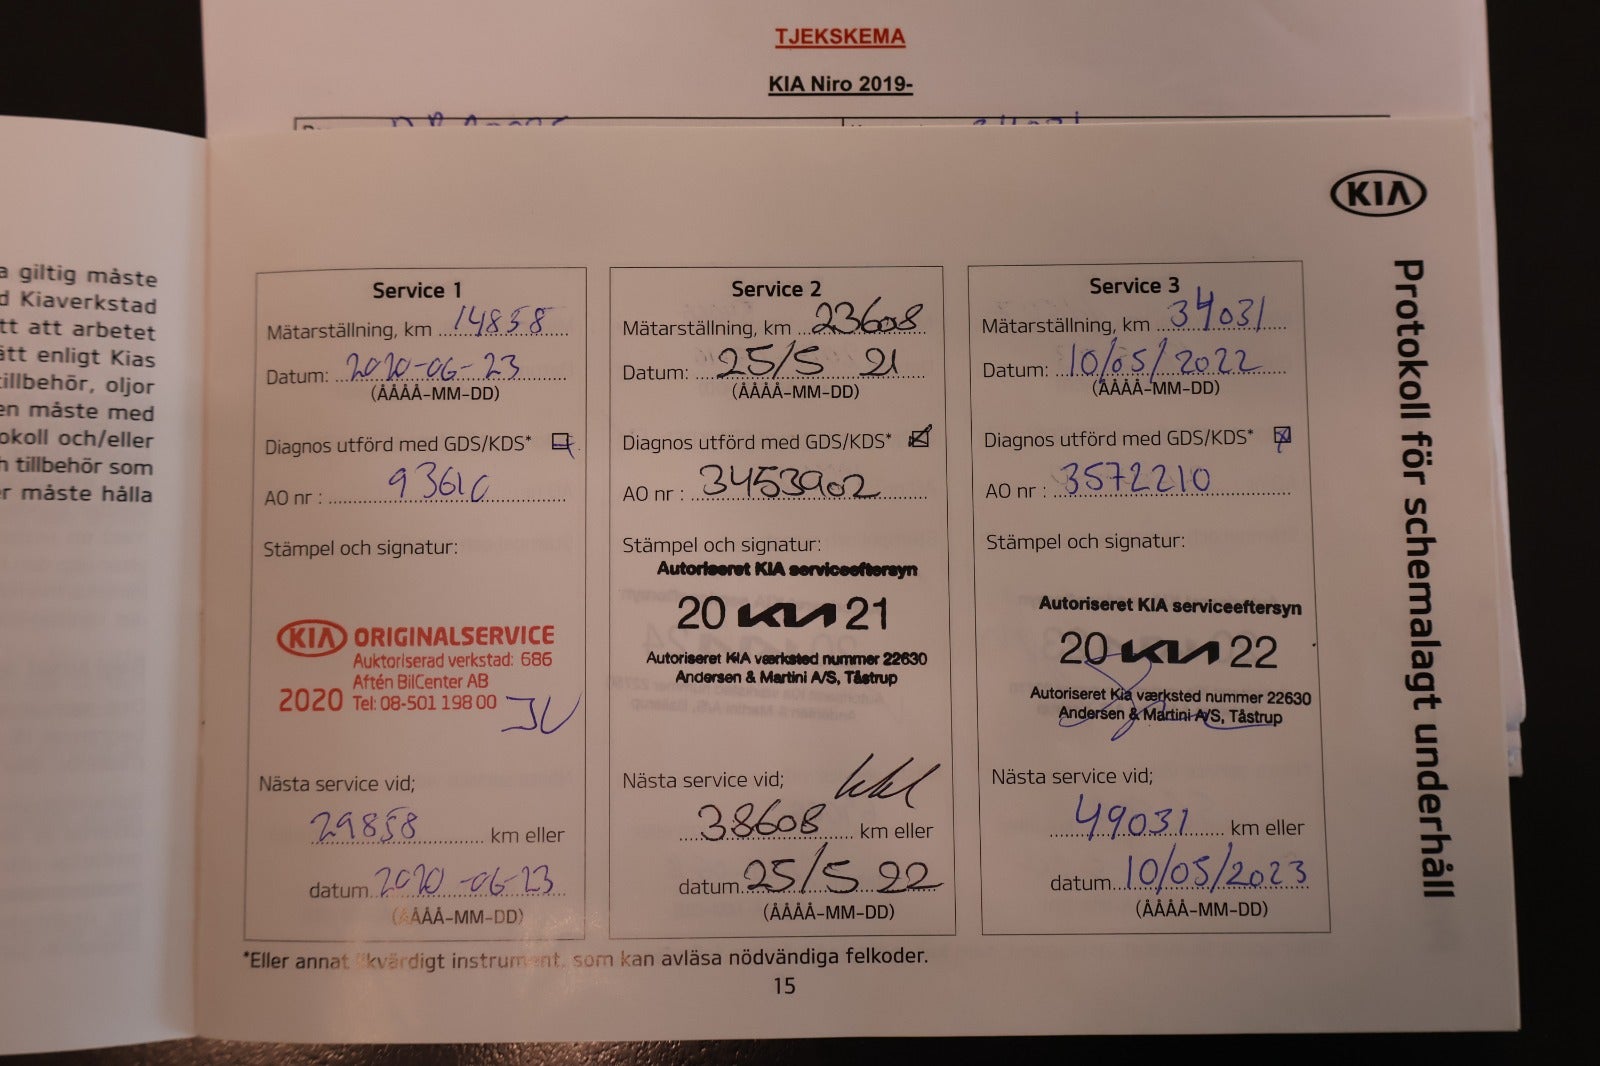 TJEKSKEMA
KIA Niro 2019-
KIA
Protokoll för schemalagt underhåll
a giltig måste
d Kiaverkstad
tt att arbetet
ätt enligt Kias
illbehör, oljor
en måste med
okoll och/eller
h tillbehör som
er måste hålla
Service 1
Mätarställning, km 14858
Datum: 2020-06-23
(ÅÅÅÅ-MM-DD)
Diagnos utförd med GDS/KDS*
AO nr : 93610
Stämpel och signatur:
KIA ORIGINALSERVICE
Auktoriserad verkstad: 686
Aftén BilCenter AB
2020 Tel: 08-501 198 00
Nästa service vid;
29858 km eller
datum 2020-06-23
(ÅÅÅÅ-MM-DD)
Service 2
Mätarställning, km 23608
Datum: 25/5 21
(ÅÅÅÅ-MM-DD)
Diagnos utförd med GDS/KDS*
AO nr : 3453902
Stämpel och signatur:
Autoriseret KIA serviceeftersyn
20 KIA 21
Autoriseret KIA værksted nummer 22630
Andersen & Martini A/S, Tåstrup
Nästa service vid;
38608 km eller
datum 25/5 22
(ÅÅÅÅ-MM-DD)
Service 3
Mätarställning, km 34031
Datum: 10/05/2022
(ÅÅÅÅ-MM-DD)
Diagnos utförd med GDS/KDS*
AO nr : 3572210
Stämpel och signatur:
Autoriseret KIA serviceeftersyn
20 KIA 22
Autoriseret Kia værksted nummer 22630
Andersen & Martini A/S, Tåstrup
Nästa service vid;
49031 km eller
datum 10/05/2023
(ÅÅÅÅ-MM-DD)
*Eller annat likvärdigt instrument, som kan avläsa nödvändiga felkoder.
15